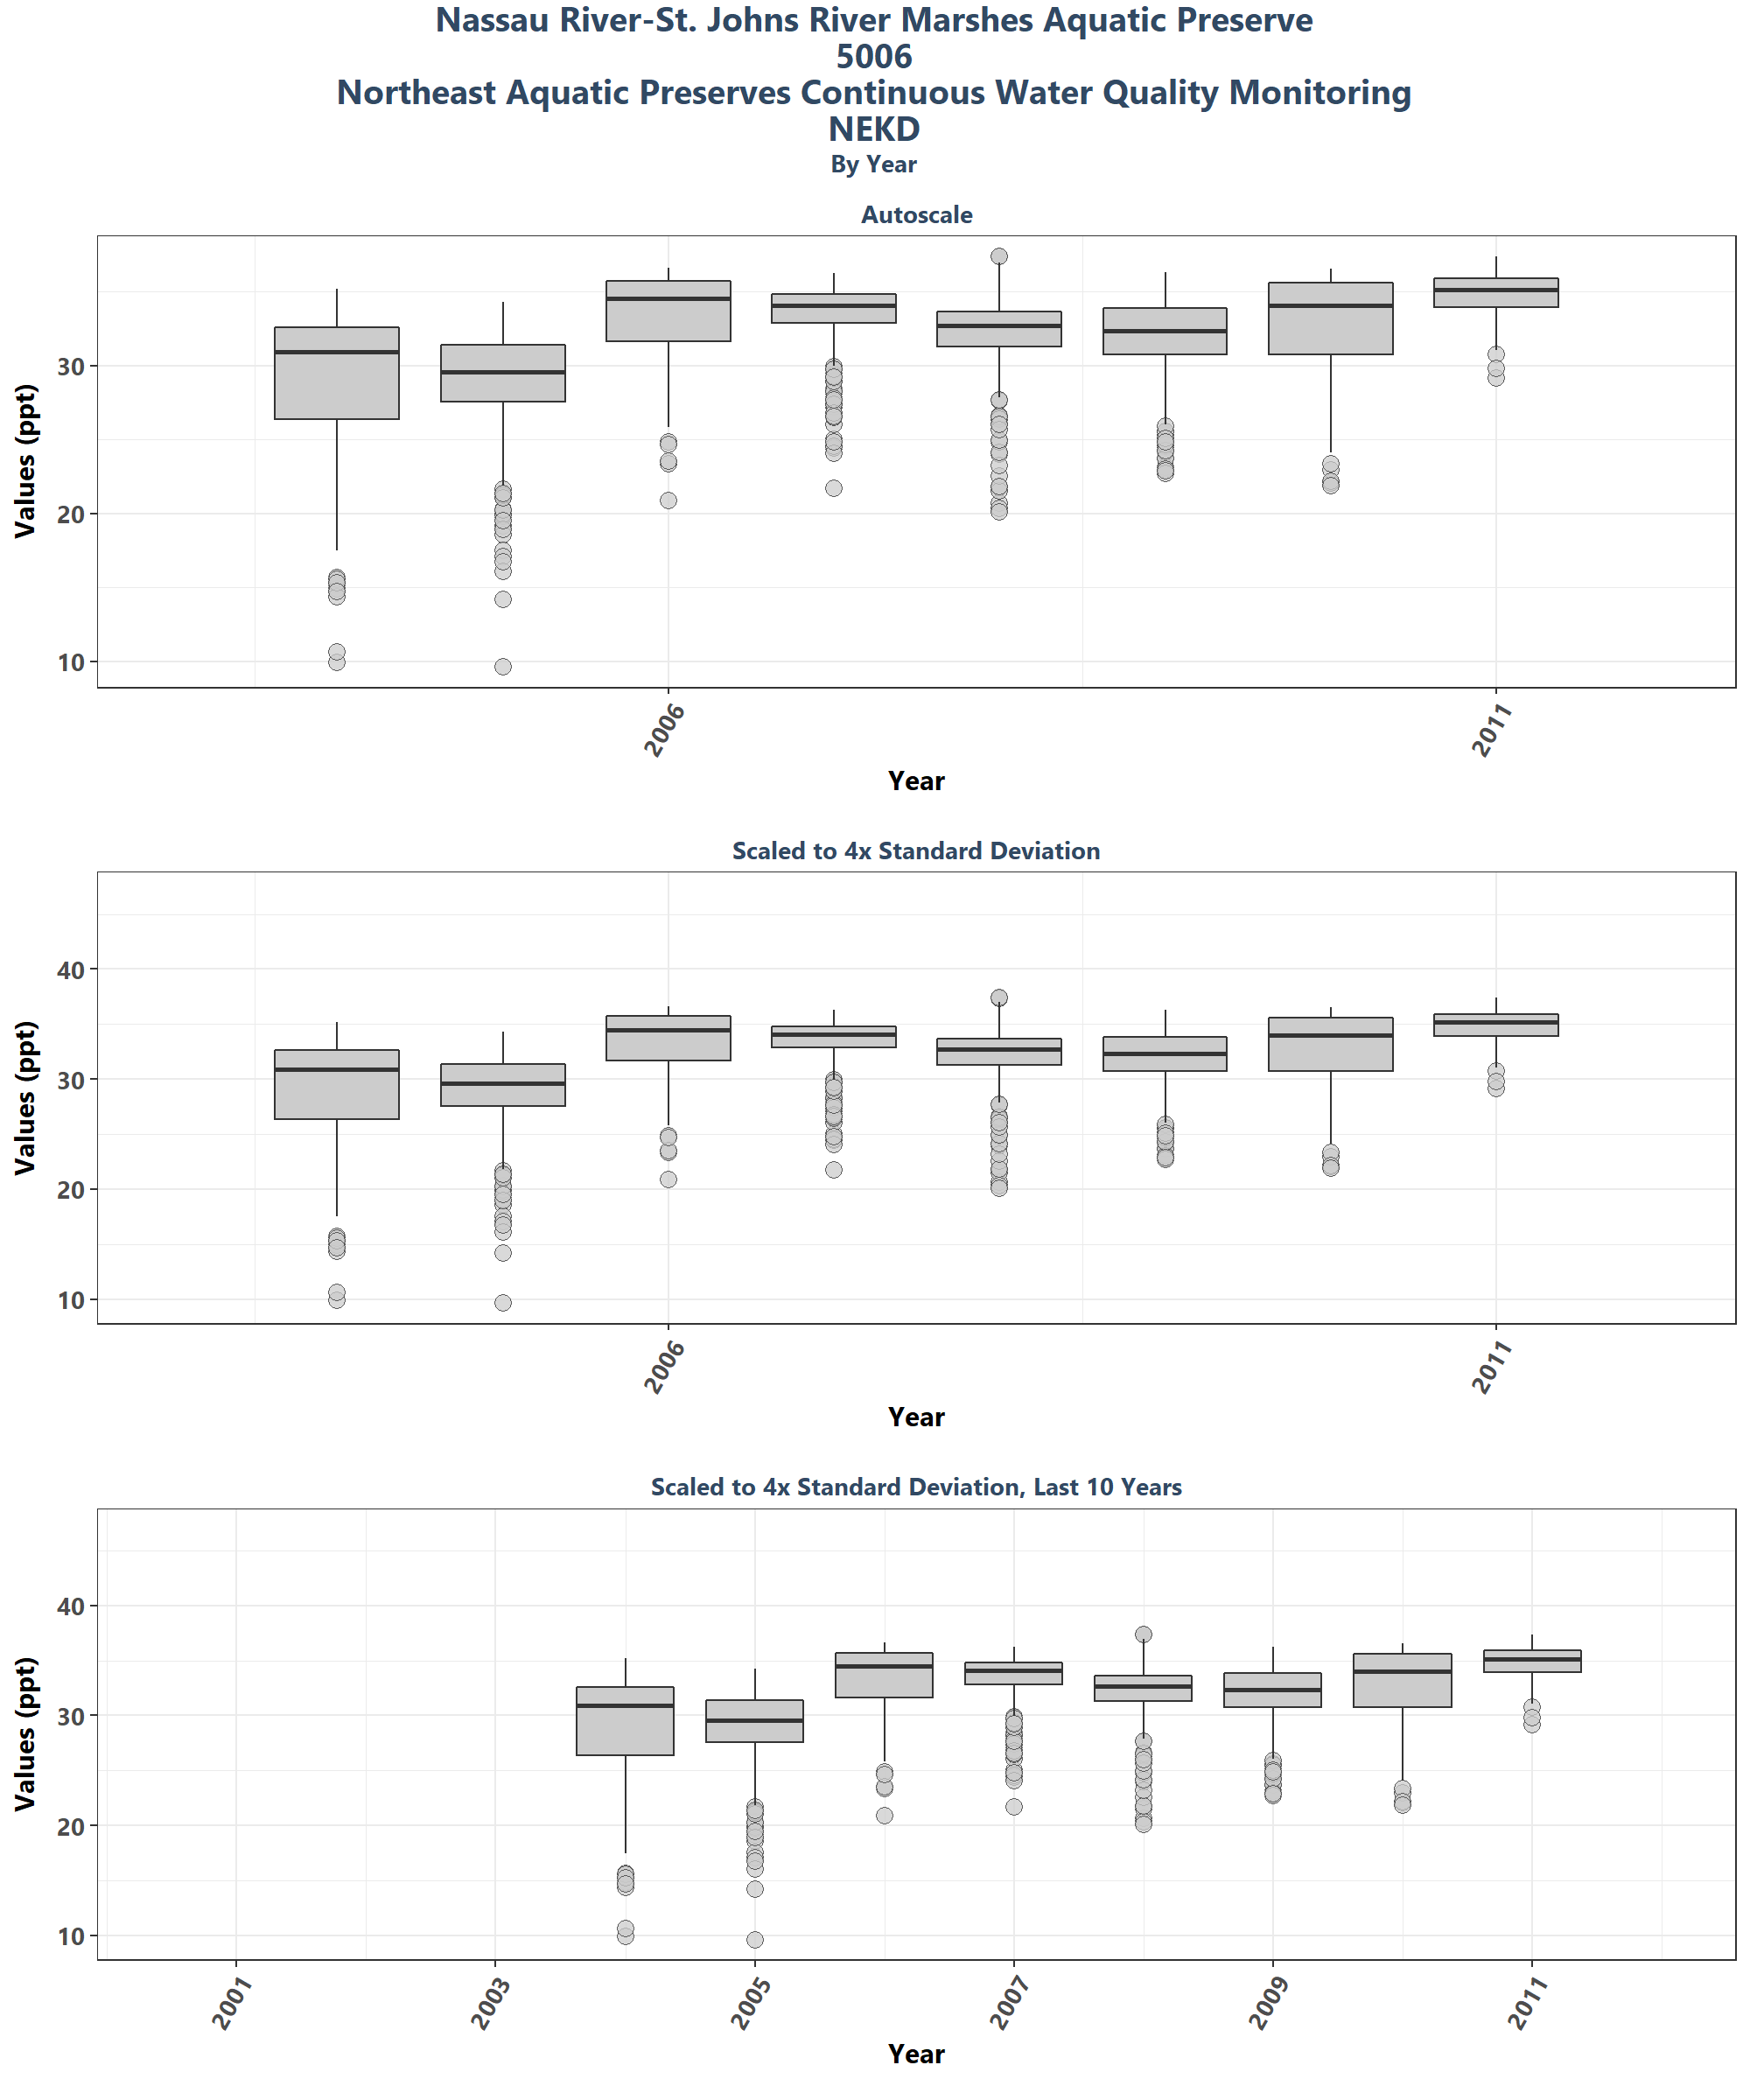 Nassau River-St. Johns River Marshes Aquatic Preserve
5006
Northeast Aquatic Preserves Continuous Water Quality Monitoring
NEKD
By Year
Autoscale
Values (ppt)
30
20
10
2006
2011
Year
Scaled to 4x Standard Deviation
Values (ppt)
40
30
20
10
2006
2011
Year
Scaled to 4x Standard Deviation, Last 10 Years
Values (ppt)
40
30
20
10
2001
2003
2005
2007
2009
2011
Year